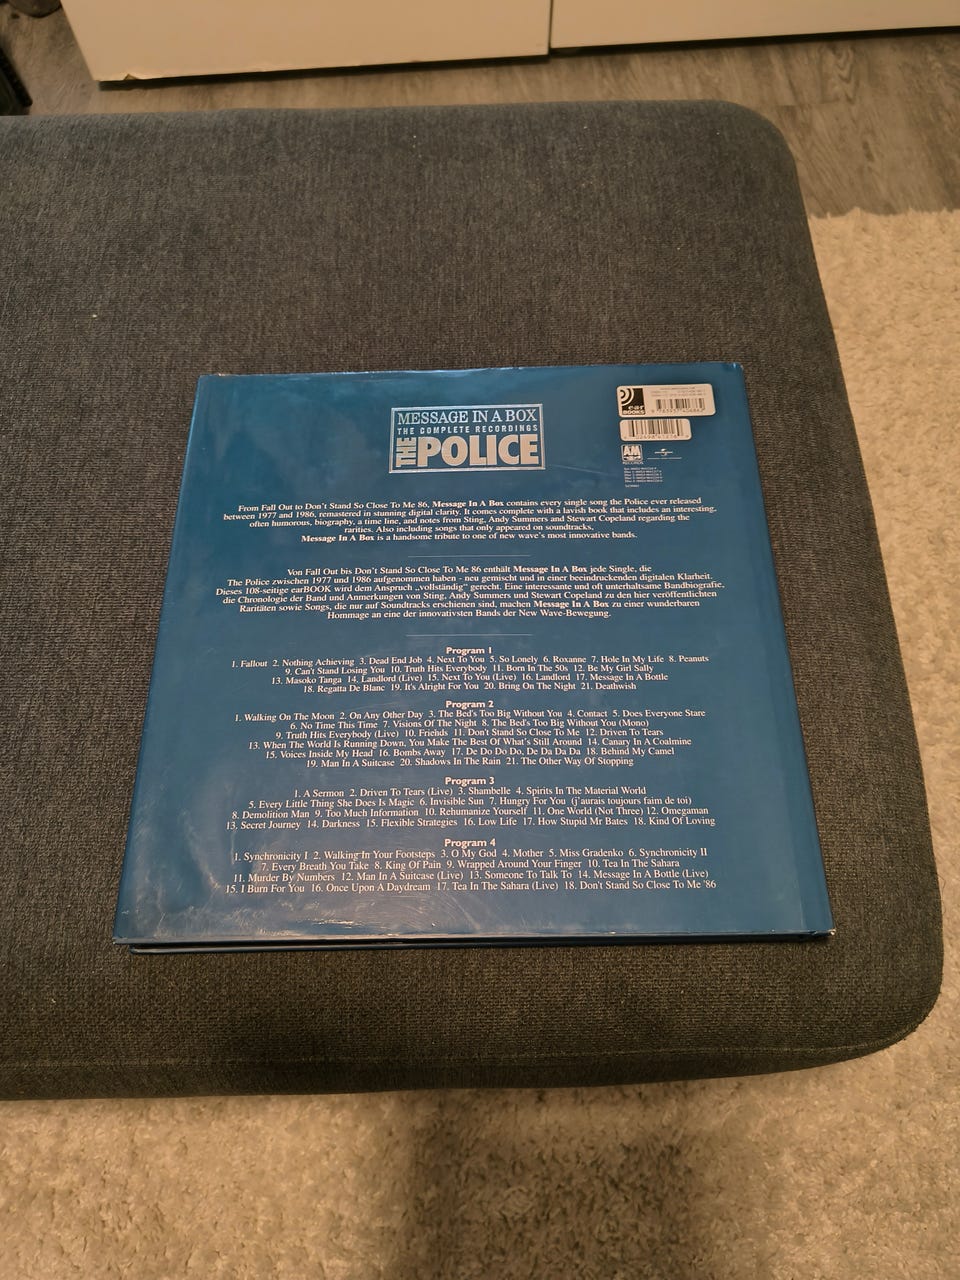 MESSAGE IN A BOX
THE COMPLETE RECORDINGS
THE POLICE
ear
BOOKS
A&M
RECORDS
From Fall Out to Don't Stand So Close To Me 86, Message In A Box contains every single song the Police ever released
between 1977 and 1986, remastered in stunning digital clarity. It comes complete with a lavish book that includes an interesting,
often humorous, biography, a time line, and notes from Sting, Andy Summers and Stewart Copeland regarding the
rarities. Also including songs that only appeared on soundtracks.
Message In A Box is a handsome tribute to one of new wave's most innovative bands.
Von Fall Out bis Don't Stand So Close To Me 86 enthält Message In A Box jede Single, die
The Police zwischen 1977 und 1986 aufgenommen haben - neu gemischt und in einer beeindruckenden digitalen Klarheit.
Dieses 108-seitige earBOOK wird dem Anspruch „vollständig" gerecht. Eine interessante und oft unterhaltsame Bandbiografie,
die Chronologie der Band und Anmerkungen von Sting, Andy Summers und Stewart Copeland zu den hier veröffentlichten
Raritäten sowie Songs, die nur auf Soundtracks erschienen sind, machen Message In A Box zu einer wunderbaren
Hommage an eine der innovativsten Bands der New Wave-Bewegung.
Program 1
1. Fallout 2. Nothing Achieving 3. Dead End Job 4. Next To You 5. So Lonely 6. Roxanne 7. Hole In My Life 8. Peanuts
9. Can't Stand Losing You 10. Truth Hits Everybody 11. Born In The 50s 12. Be My Girl Sally
13. Masoko Tanga 14. Landlord (Live) 15. Next To You (Live) 16. Landlord 17. Message In A Bottle
18. Regatta De Blanc 19. It's Alright For You 20. Bring On The Night 21. Deathwish
Program 2
1. Walking On The Moon 2. On Any Other Day 3. The Bed's Too Big Without You 4. Contact 5. Does Everyone Stare
6. No Time This Time 7. Visions Of The Night 8. The Bed's Too Big Without You (Mono)
9. Truth Hits Everybody (Live) 10. Friends 11. Don't Stand So Close To Me 12. Driven To Tears
13. When The World Is Running Down, You Make The Best Of What's Still Around 14. Canary In A Coalmine
15. Voices Inside My Head 16. Bombs Away 17. De Do Do Do, De Da Da Da 18. Behind My Camel
19. Man In A Suitcase 20. Shadows In The Rain 21. The Other Way Of Stopping
Program 3
1. A Sermon 2. Driven To Tears (Live) 3. Shambelle 4. Spirits In The Material World
5. Every Little Thing She Does Is Magic 6. Invisible Sun 7. Hungry For You (j'aurais toujours faim de toi)
8. Demolition Man 9. Too Much Information 10. Rehumanize Yourself 11. One World (Not Three) 12. Omegaman
13. Secret Journey 14. Darkness 15. Flexible Strategies 16. Low Life 17. How Stupid Mr Bates 18. Kind Of Loving
Program 4
1. Synchronicity I 2. Walking In Your Footsteps 3. O My God 4. Mother 5. Miss Gradenko 6. Synchronicity II
7. Every Breath You Take 8. King Of Pain 9. Wrapped Around Your Finger 10. Tea In The Sahara
11. Murder By Numbers 12. Man In A Suitcase (Live) 13. Someone To Talk To 14. Message In A Bottle (Live)
15. I Burn For You 16. Once Upon A Daydream 17. Tea In The Sahara (Live) 18. Don't Stand So Close To Me '86